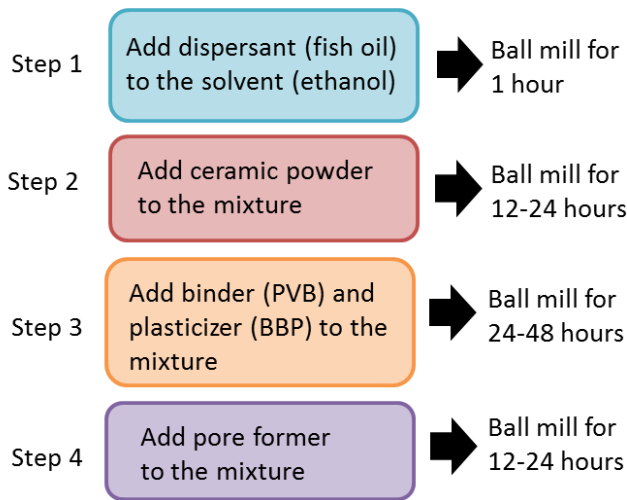 Step 1
Add dispersant (fish oil)
to the solvent (ethanol)
Ball mill for
1 hour
Step 2
Add ceramic powder
to the mixture
Ball mill for
12-24 hours
Step 3
Add binder (PVB) and
plasticizer (BBP) to the
mixture
Ball mill for
24-48 hours
Step 4
Add pore former
to the mixture
Ball mill for
12-24 hours